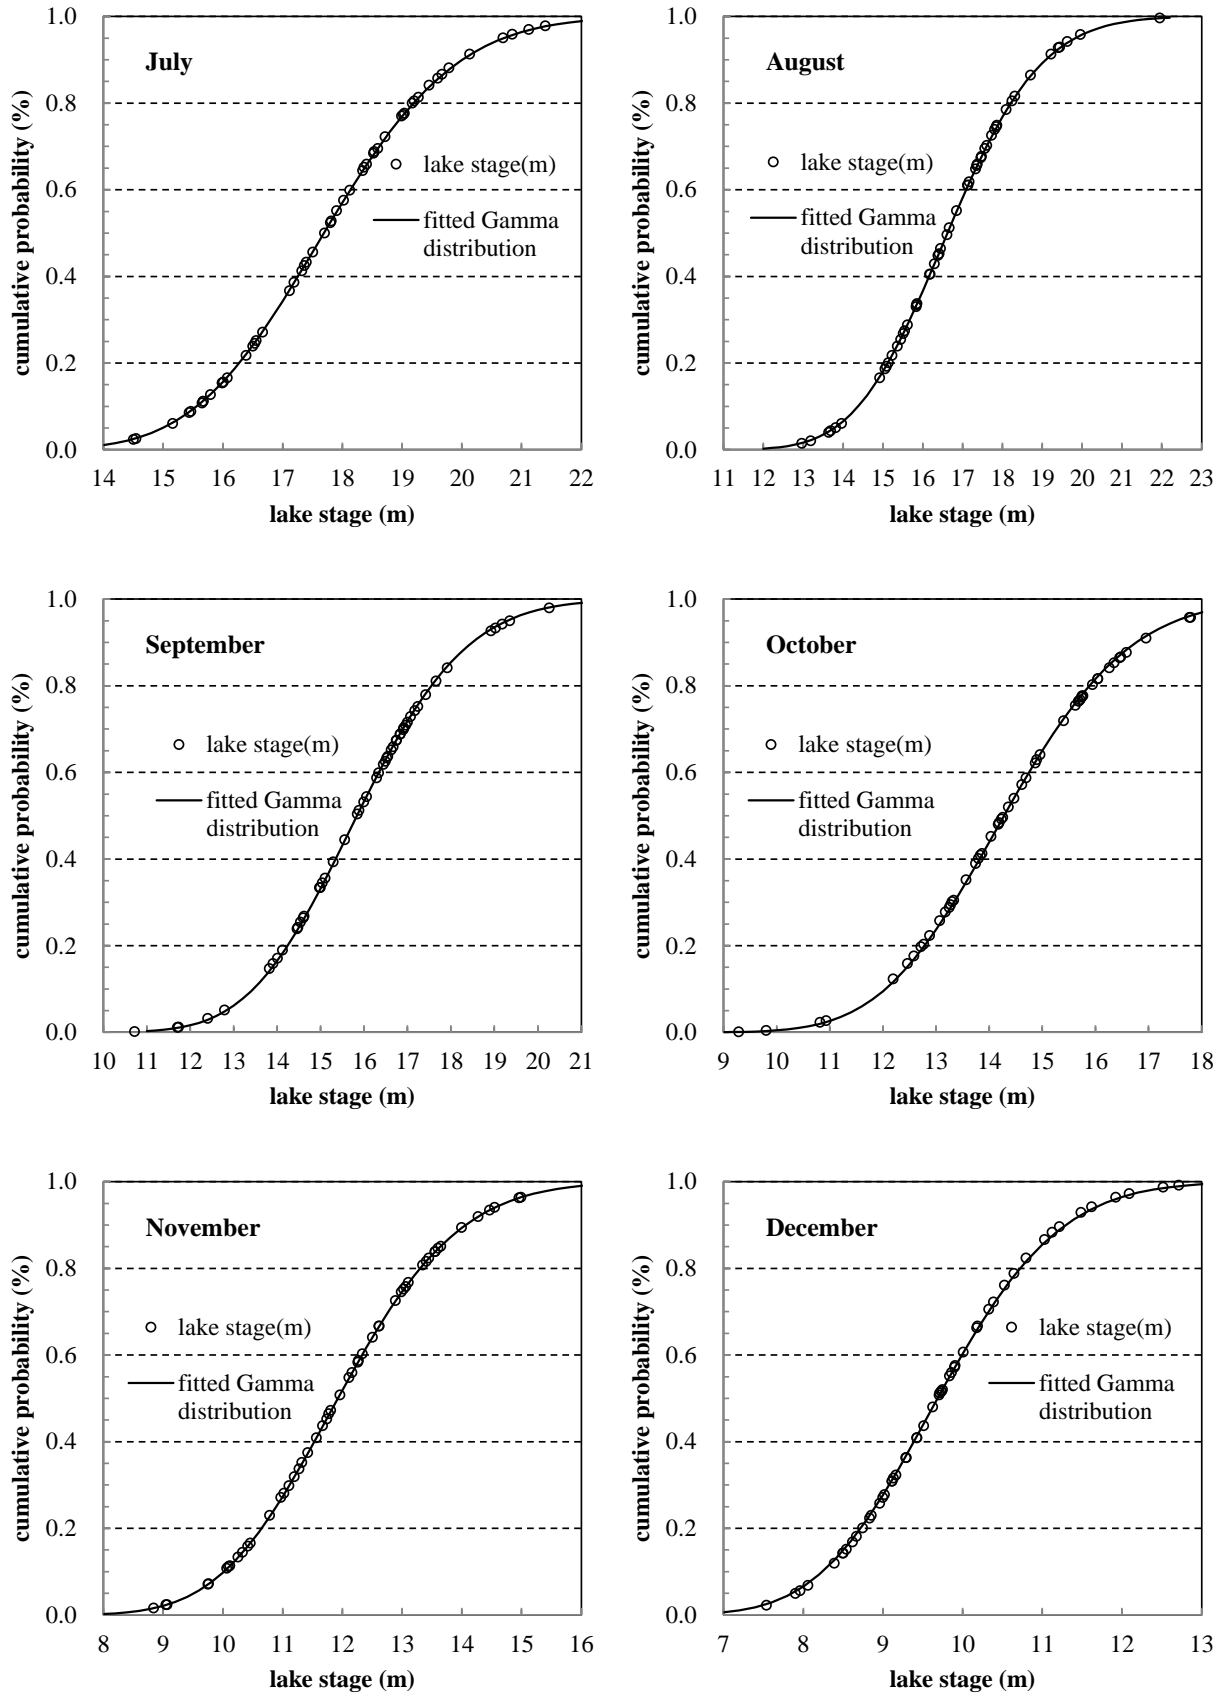 1.0
0.8
0.6
0.4
0.2
0.0
cumulative probability (%)
July
lake stage(m)
fitted Gamma
distribution
14 15 16 17 18 19 20 21 22
lake stage (m)
1.0
0.8
0.6
0.4
0.2
0.0
cumulative probability (%)
August
lake stage(m)
fitted Gamma
distribution
11 12 13 14 15 16 17 18 19 20 21 22 23
lake stage (m)
1.0
0.8
0.6
0.4
0.2
0.0
cumulative probability (%)
September
lake stage(m)
fitted Gamma
distribution
10 11 12 13 14 15 16 17 18 19 20 21
lake stage (m)
1.0
0.8
0.6
0.4
0.2
0.0
cumulative probability (%)
October
lake stage(m)
fitted Gamma
distribution
9 10 11 12 13 14 15 16 17 18
lake stage (m)
1.0
0.8
0.6
0.4
0.2
0.0
cumulative probability (%)
November
lake stage(m)
fitted Gamma
distribution
8 9 10 11 12 13 14 15 16
lake stage (m)
1.0
0.8
0.6
0.4
0.2
0.0
cumulative probability (%)
December
lake stage(m)
fitted Gamma
distribution
7 8 9 10 11 12 13
lake stage (m)